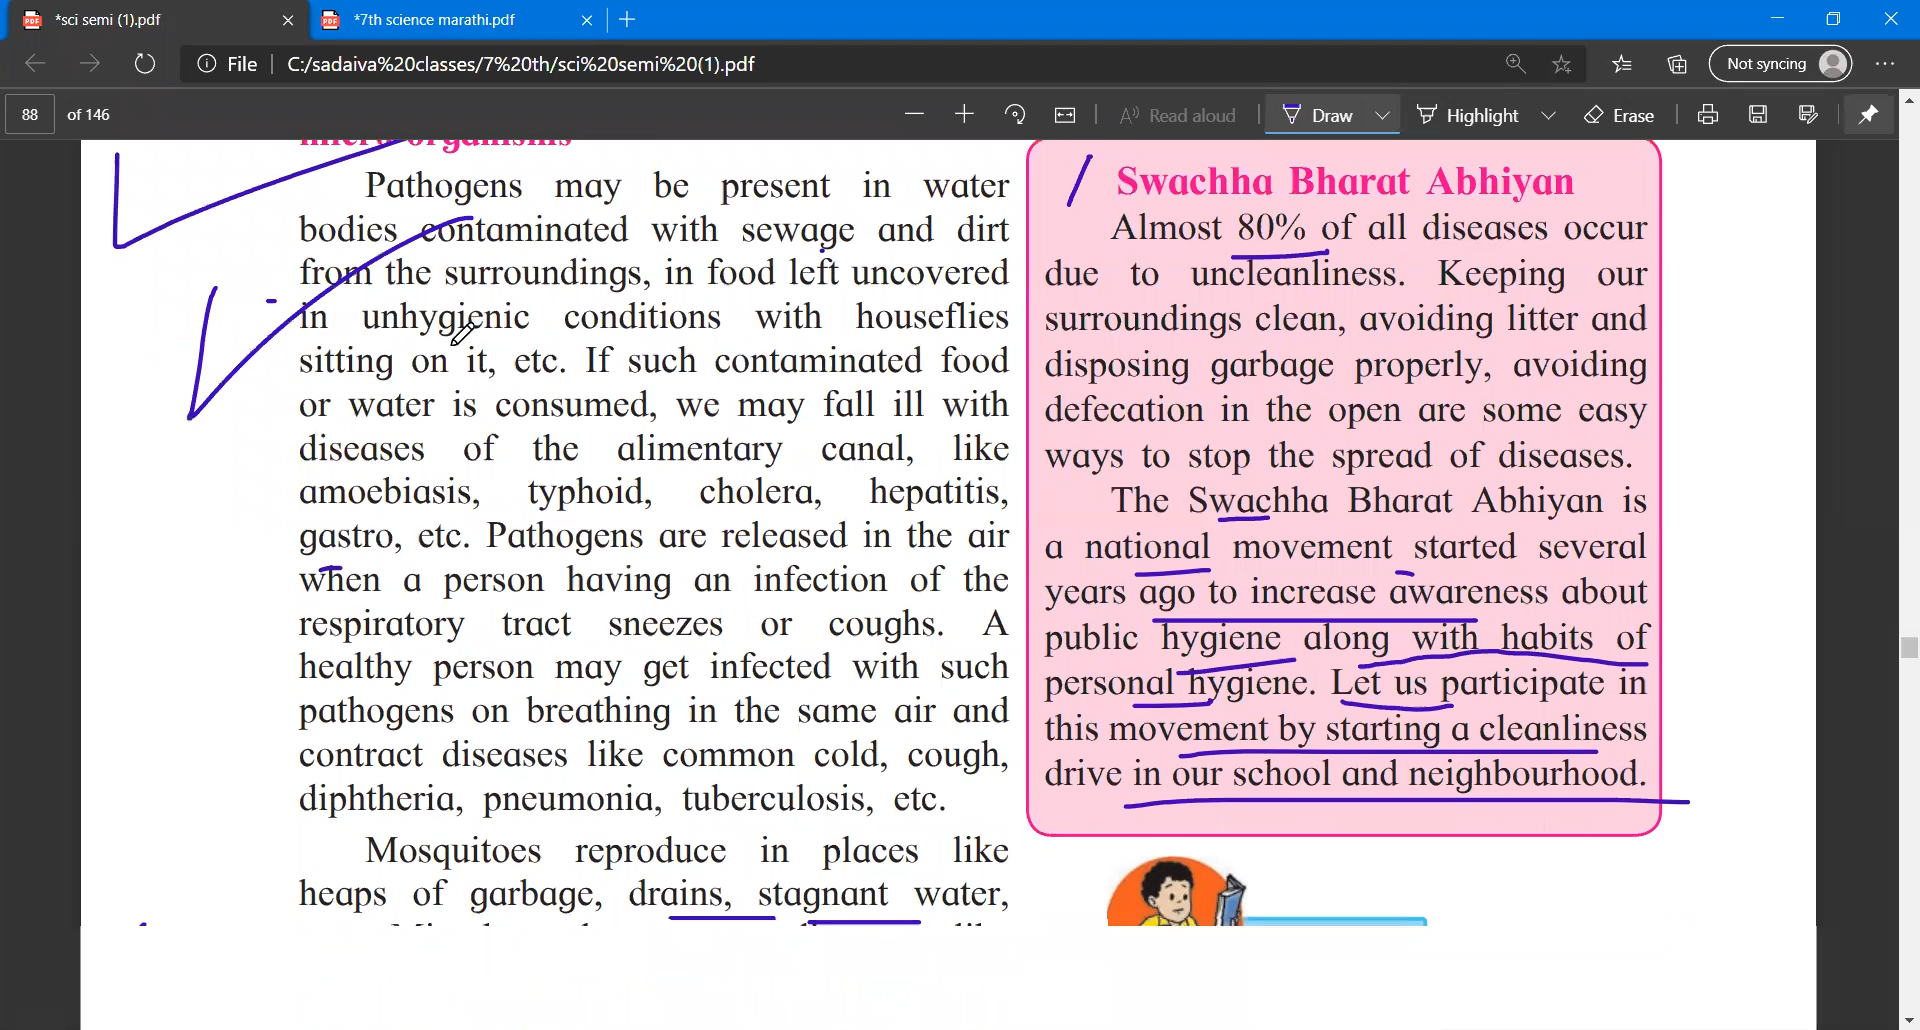 *sci semi (1).pdf
*7th science marathi.pdf
File
C:/sadaiva%20classes/7%20th/sci%20semi%20(1).pdf
Not syncing
88 of 146
Read aloud
Draw
Highlight
Erase
micro-organisms
Pathogens may be present in water
bodies contaminated with sewage and dirt
from the surroundings, in food left uncovered
in unhygienic conditions with houseflies
sitting on it, etc. If such contaminated food
or water is consumed, we may fall ill with
diseases of the alimentary canal, like
amoebiasis, typhoid, cholera, hepatitis,
gastro, etc. Pathogens are released in the air
when a person having an infection of the
respiratory tract sneezes or coughs. A
healthy person may get infected with such
pathogens on breathing in the same air and
contract diseases like common cold, cough,
diphtheria, pneumonia, tuberculosis, etc.
Mosquitoes reproduce in places like
heaps of garbage, drains, stagnant water,
Swachha Bharat Abhiyan
Almost 80% of all diseases occur
due to uncleanliness. Keeping our
surroundings clean, avoiding litter and
disposing garbage properly, avoiding
defecation in the open are some easy
ways to stop the spread of diseases.
The Swachha Bharat Abhiyan is
a national movement started several
years ago to increase awareness about
public hygiene along with habits of
personal hygiene. Let us participate in
this movement by starting a cleanliness
drive in our school and neighbourhood.